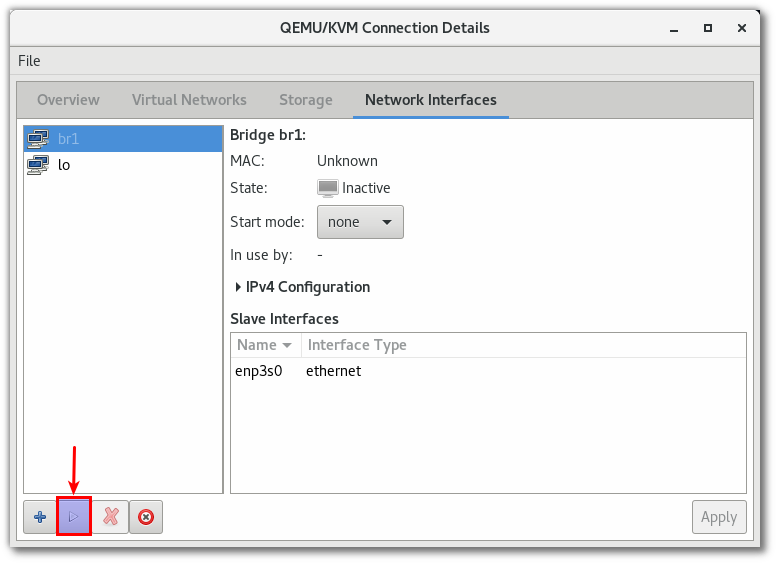 QEMU/KVM Connection Details
File
Overview Virtual Networks Storage Network Interfaces
br1
lo
Bridge br1:
MAC: Unknown
State: Inactive
Start mode: none
In use by: -
IPv4 Configuration
Slave Interfaces
Name Interface Type
enp3s0 ethernet
Apply